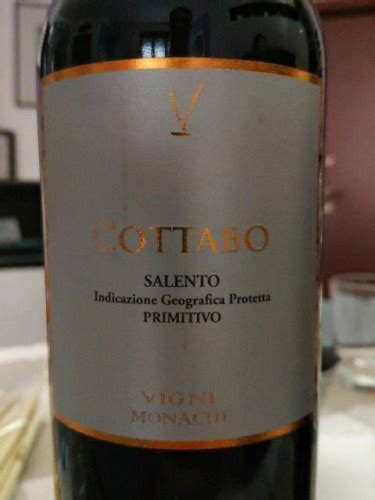 COTTABO
SALENTO
Indicazione Geografica Protetta
PRIMITIVO
VIGNE
MONACHE